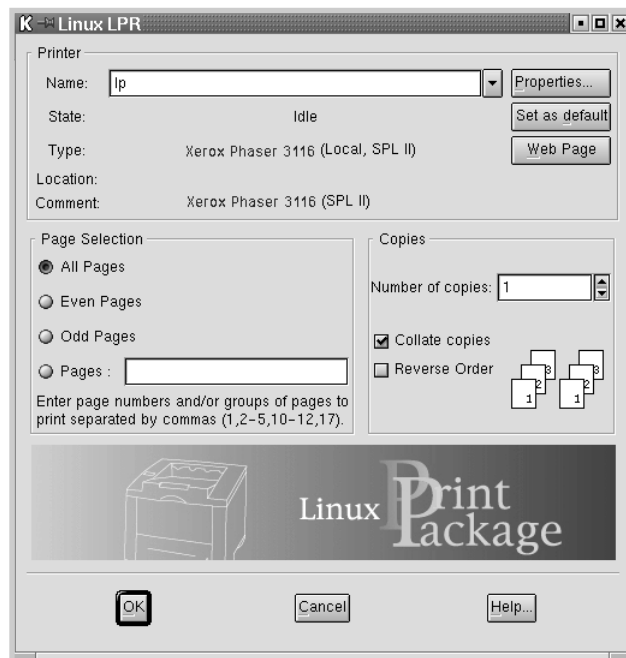 Linux LPR
Printer
Name: lp Properties...
State: Idle Set as default
Type: Xerox Phaser 3116 (Local, SPL II) Web Page
Location:
Comment: Xerox Phaser 3116 (SPL II)
Page Selection
All Pages
Even Pages
Odd Pages
Pages :
Enter page numbers and/or groups of pages to
print separated by commas (1,2-5,10-12,17).
Copies
Number of copies: 1
Collate copies
Reverse Order
3 3
2 2
1 1
Linux Print
Package
OK Cancel Help...